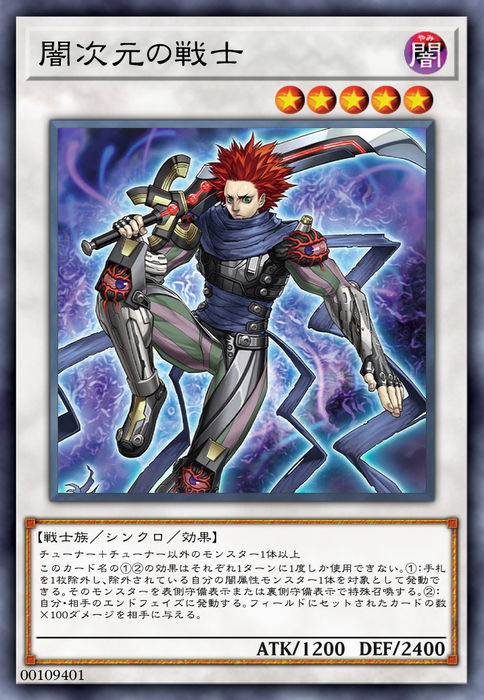 闇次元の戦士
やみ
闇
【戦士族／シンクロ／効果】
チューナー＋チューナー以外のモンスター1体以上
このカード名の①②の効果はそれぞれ1ターンに1度しか使用できない。①：手札
を1枚除外し、除外されている自分の闇属性モンスター1体を対象として発動で
きる。そのモンスターを表側守備表示または裏側守備表示で特殊召喚する。②：
自分・相手のエンドフェイズに発動する。フィールドにセットされたカードの数
×100ダメージを相手に与える。
ATK/1200 DEF/2400
00109401